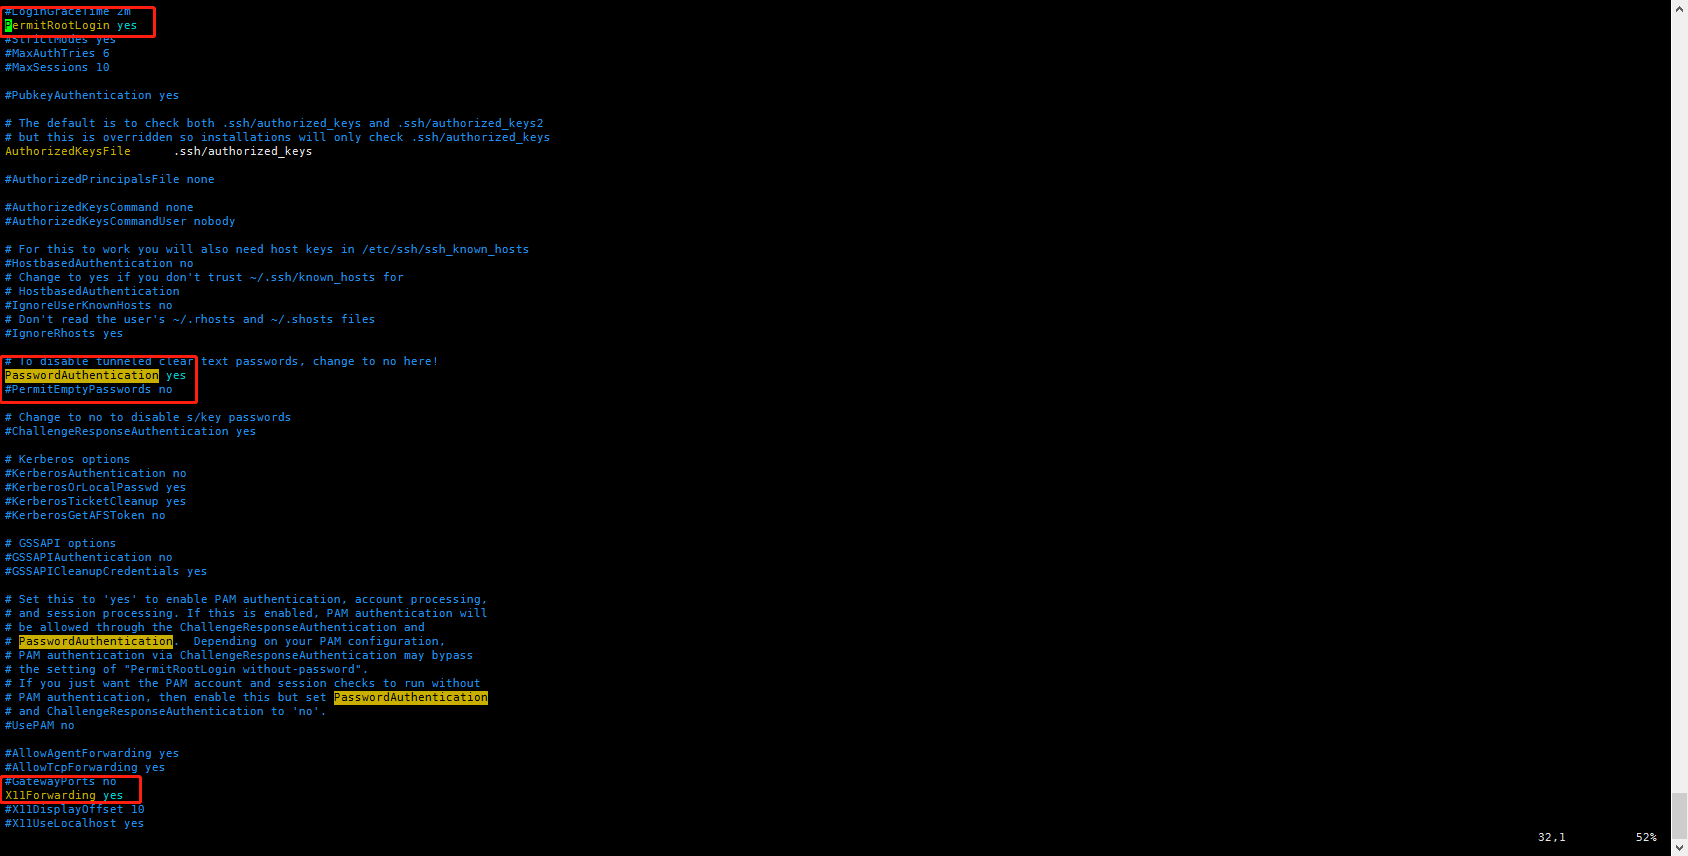 #LoginGraceTime 2m
PermitRootLogin yes
#StrictModes yes
#MaxAuthTries 6
#MaxSessions 10
#PubkeyAuthentication yes
# The default is to check both .ssh/authorized_keys and .ssh/authorized_keys2
# but this is overridden so installations will only check .ssh/authorized_keys
AuthorizedKeysFile      .ssh/authorized_keys
#AuthorizedPrincipalsFile none
#AuthorizedKeysCommand none
#AuthorizedKeysCommandUser nobody
# For this to work you will also need host keys in /etc/ssh/ssh_known_hosts
#HostbasedAuthentication no
# Change to yes if you don't trust ~/.ssh/known_hosts for
# HostbasedAuthentication
#IgnoreUserKnownHosts no
# Don't read the user's ~/.rhosts and ~/.shosts files
#IgnoreRhosts yes
# To disable tunneled clear text passwords, change to no here!
PasswordAuthentication yes
#PermitEmptyPasswords no
# Change to no to disable s/key passwords
#ChallengeResponseAuthentication yes
# Kerberos options
#KerberosAuthentication no
#KerberosOrLocalPasswd yes
#KerberosTicketCleanup yes
#KerberosGetAFSToken no
# GSSAPI options
#GSSAPIAuthentication no
#GSSAPICleanupCredentials yes
# Set this to 'yes' to enable PAM authentication, account processing,
# and session processing. If this is enabled, PAM authentication will
# be allowed through the ChallengeResponseAuthentication and
# PasswordAuthentication.  Depending on your PAM configuration,
# PAM authentication via ChallengeResponseAuthentication may bypass
# the setting of "PermitRootLogin without-password".
# If you just want the PAM account and session checks to run without
# PAM authentication, then enable this but set PasswordAuthentication
# and ChallengeResponseAuthentication to 'no'.
#UsePAM no
#AllowAgentForwarding yes
#AllowTcpForwarding yes
#GatewayPorts no
X11Forwarding yes
#X11DisplayOffset 10
#X11UseLocalhost yes
32,1          52%